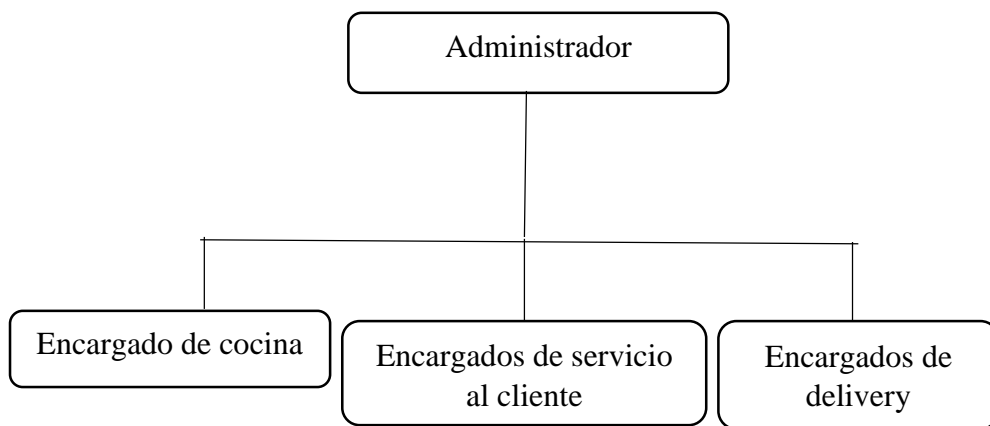 Administrador
Encargado de cocina
Encargados de servicio
al cliente
Encargados de
delivery